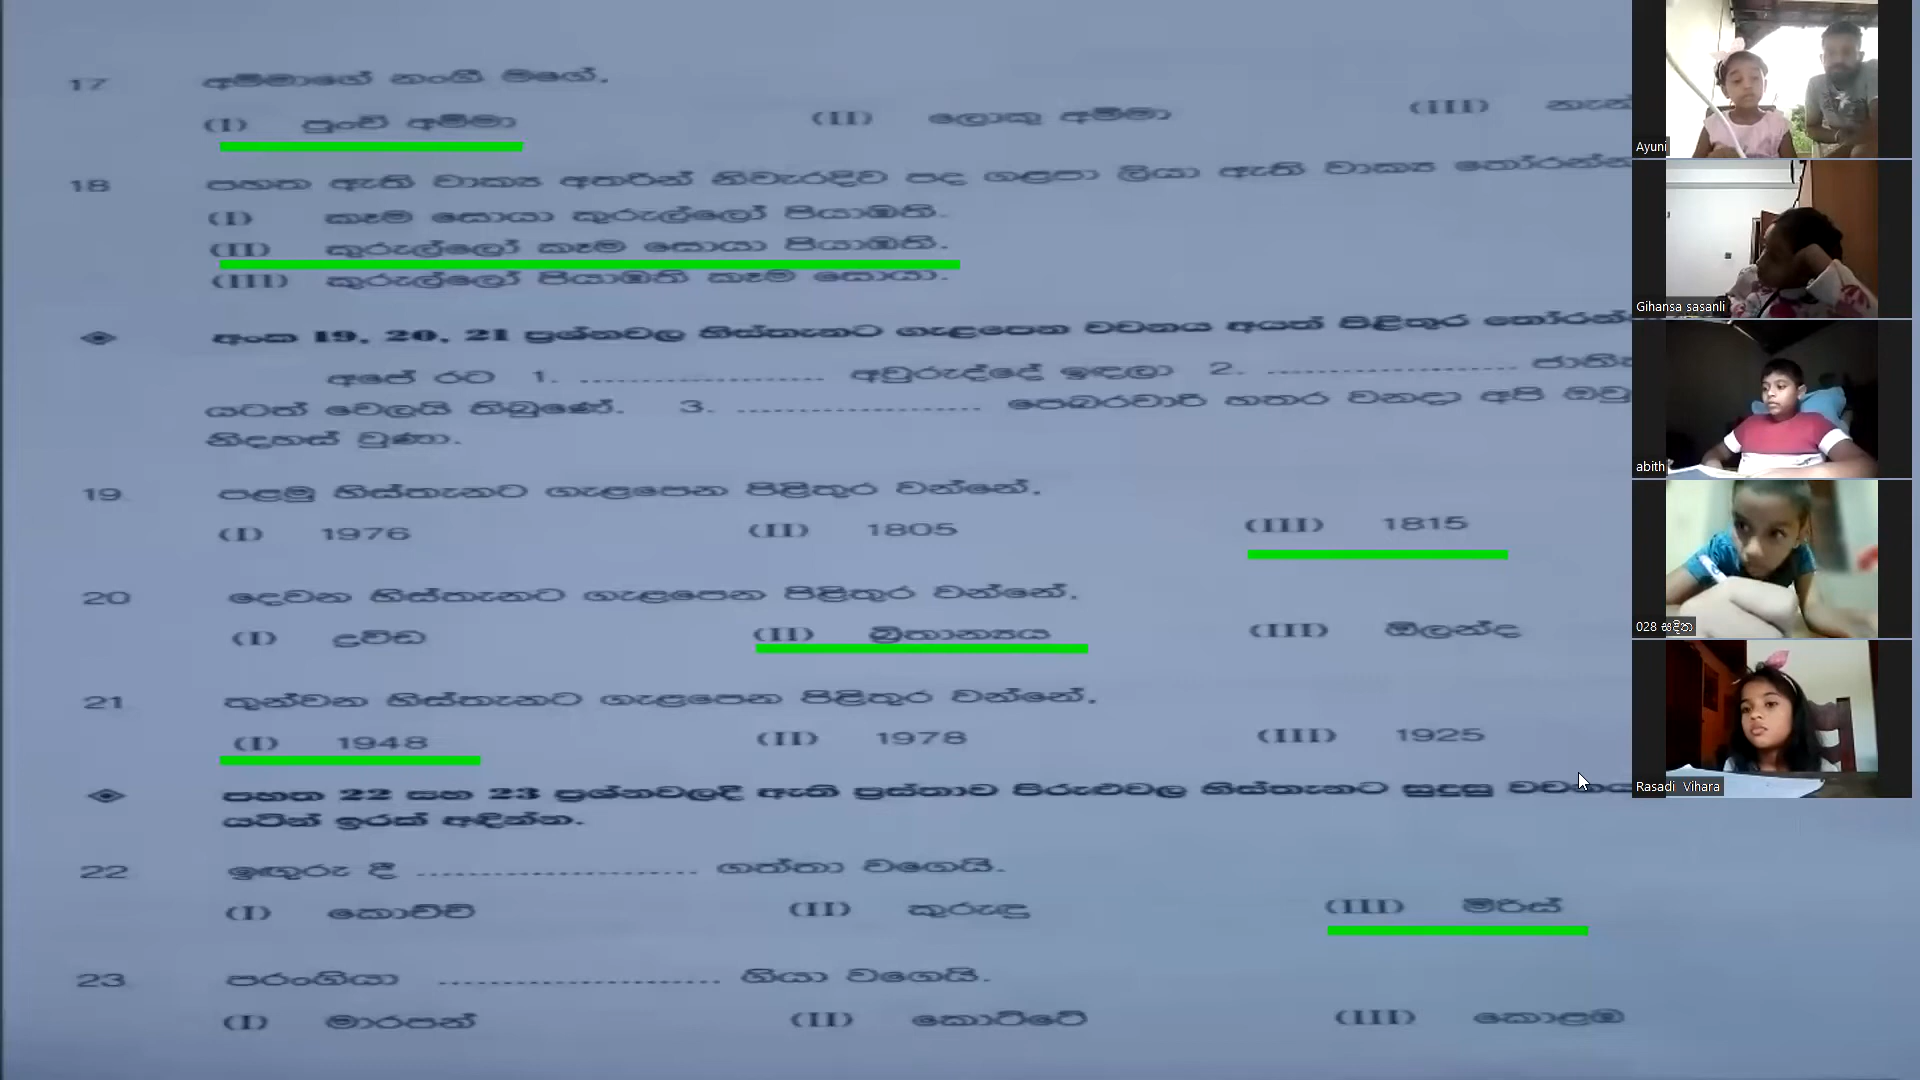 17 අම්මාගේ නංගී මගේ.
(I) පුංචි අම්මා (II) ලොකු අම්මා (III) නැන්
18 පහත ඇති වාක්‍ය අතරින් නිවැරදිව පද ගළපා ලියා ඇති වාක්‍ය තෝරන්න
(I) කෑම සොයා කුරුල්ලෝ පියාඹති.
(II) කුරුල්ලෝ කෑම සොයා පියාඹති.
(III) කුරුල්ලෝ පියාඹති කෑම සොයා.
අංක 19, 20, 21 ප්‍රශ්නවල හිස්තැනට ගැළපෙන වචනය අයත් පිළිතුර තෝරන්
අපේ රට 1. .................... අවුරුද්දේ ඉඳලා 2. .................... ජාති
යටත් වෙලයි තිබුණේ. 3. .................... පෙබරවාරි හතර වනදා අපි ඔවු
නිදහස් වුණා.
19. පළමු හිස්තැනට ගැළපෙන පිළිතුර වන්නේ.
(I) 1976 (II) 1805 (III) 1815
20 දෙවන හිස්තැනට ගැළපෙන පිළිතුර වන්නේ.
(I) ද්‍රවිඩ (II) බ්‍රිතාන්‍යය (III) ඕලන්ද
21 තුන්වන හිස්තැනට ගැළපෙන පිළිතුර වන්නේ.
(I) 1948 (II) 1978 (III) 1925
පහත 22 සහ 23 ප්‍රශ්නවලදී ඇති ප්‍රස්තාව පිරුළුවල හිස්තැනට සුදුසු වචනය
යටින් ඉරක් අඳින්න.
22 ඉඟුරු දී .................... ගත්තා වගෙයි.
(I) කොච්චි (II) කුරුඳු (III) මිරිස්
23 පරංගියා .................... ගියා වගෙයි.
(I) මාරපන් (II) කොට්ටේ (III) කොළඹ
Ayuni
Gihansa sasanli
abith
028
Rasadi Vihara